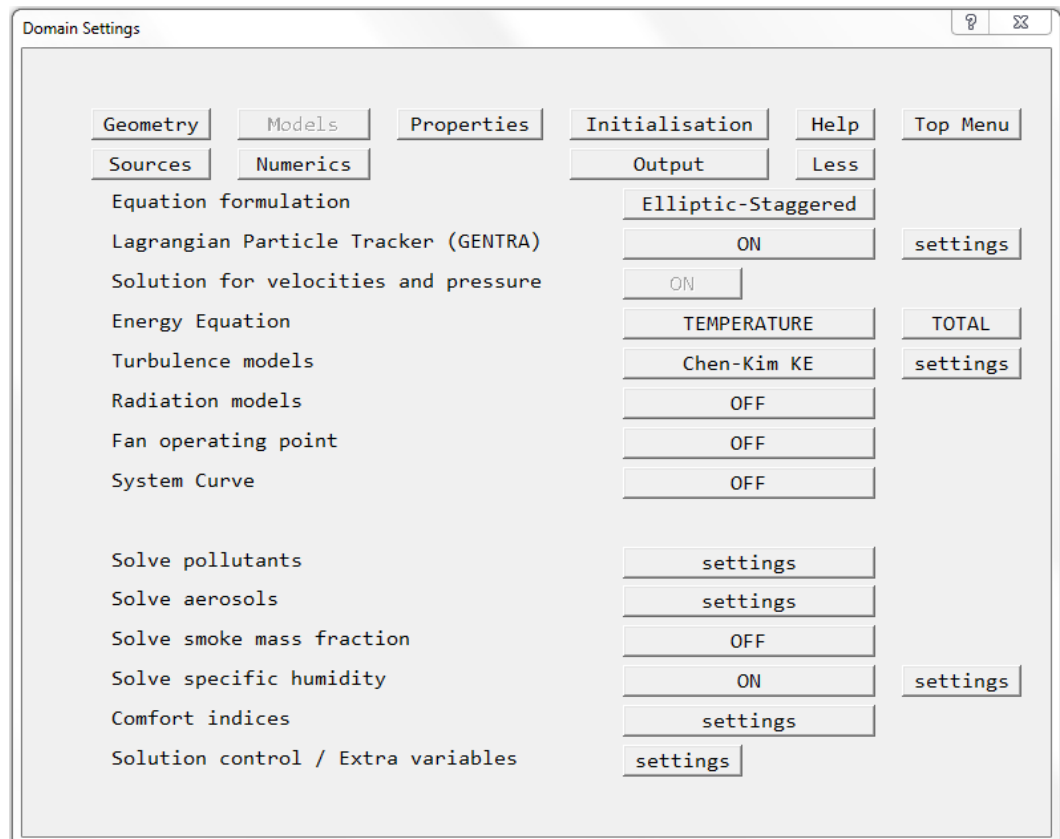 Domain Settings
Geometry Models Properties Initialisation Help Top Menu
Sources Numerics Output Less
Equation formulation Elliptic-Staggered
Lagrangian Particle Tracker (GENTRA) ON settings
Solution for velocities and pressure ON
Energy Equation TEMPERATURE TOTAL
Turbulence models Chen-Kim KE settings
Radiation models OFF
Fan operating point OFF
System Curve OFF
Solve pollutants settings
Solve aerosols settings
Solve smoke mass fraction OFF
Solve specific humidity ON settings
Comfort indices settings
Solution control / Extra variables settings